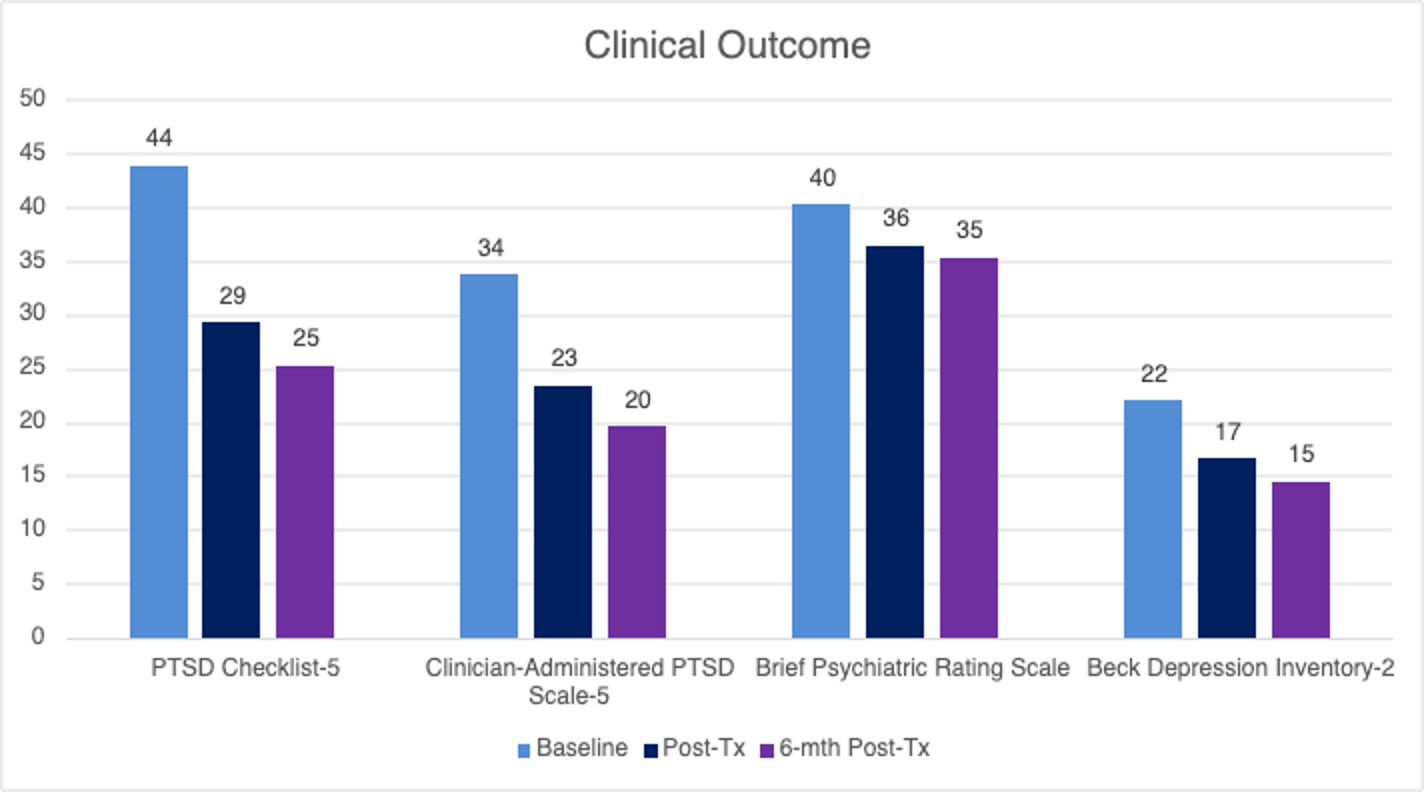 Clinical Outcome
50
45
40
35
30
25
20
15
10
5
0
44
29
25
34
23
20
40
36
35
22
17
15
PTSD Checklist-5
Clinician-Administered PTSD
Scale-5
Brief Psychiatric Rating Scale
Beck Depression Inventory-2
Baseline
Post-Tx
6-mth Post-Tx